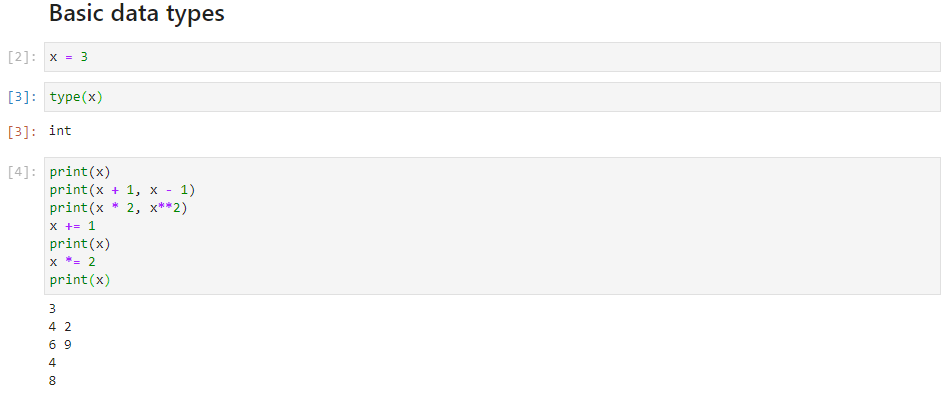 Basic data types
[2]: x = 3
[3]: type(x)
[3]: int
[4]: print(x)
print(x + 1, x - 1)
print(x * 2, x**2)
x += 1
print(x)
x *= 2
print(x)
3
4 2
6 9
4
8